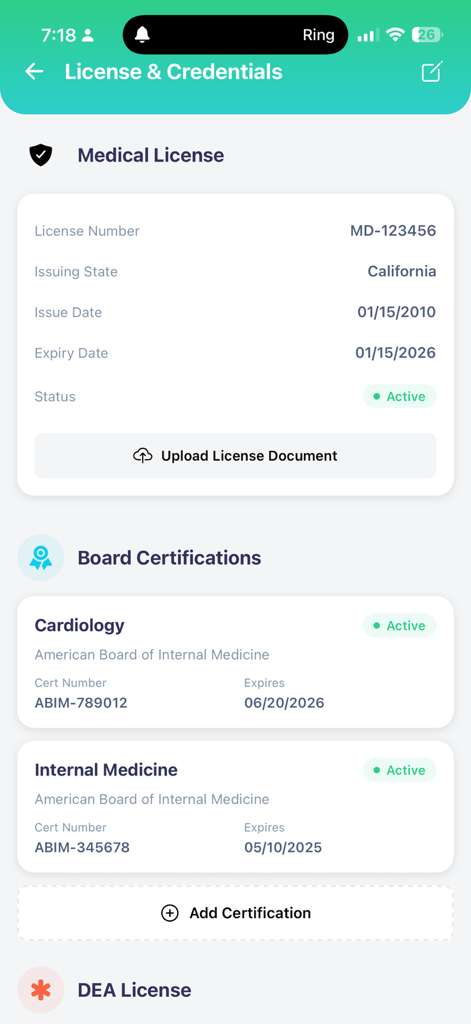 7:18
Ring
26
License & Credentials
Medical License
License Number MD-123456
Issuing State California
Issue Date 01/15/2010
Expiry Date 01/15/2026
Status Active
Upload License Document
Board Certifications
Cardiology Active
American Board of Internal Medicine
Cert Number Expires
ABIM-789012 06/20/2026
Internal Medicine Active
American Board of Internal Medicine
Cert Number Expires
ABIM-345678 05/10/2025
Add Certification
DEA License